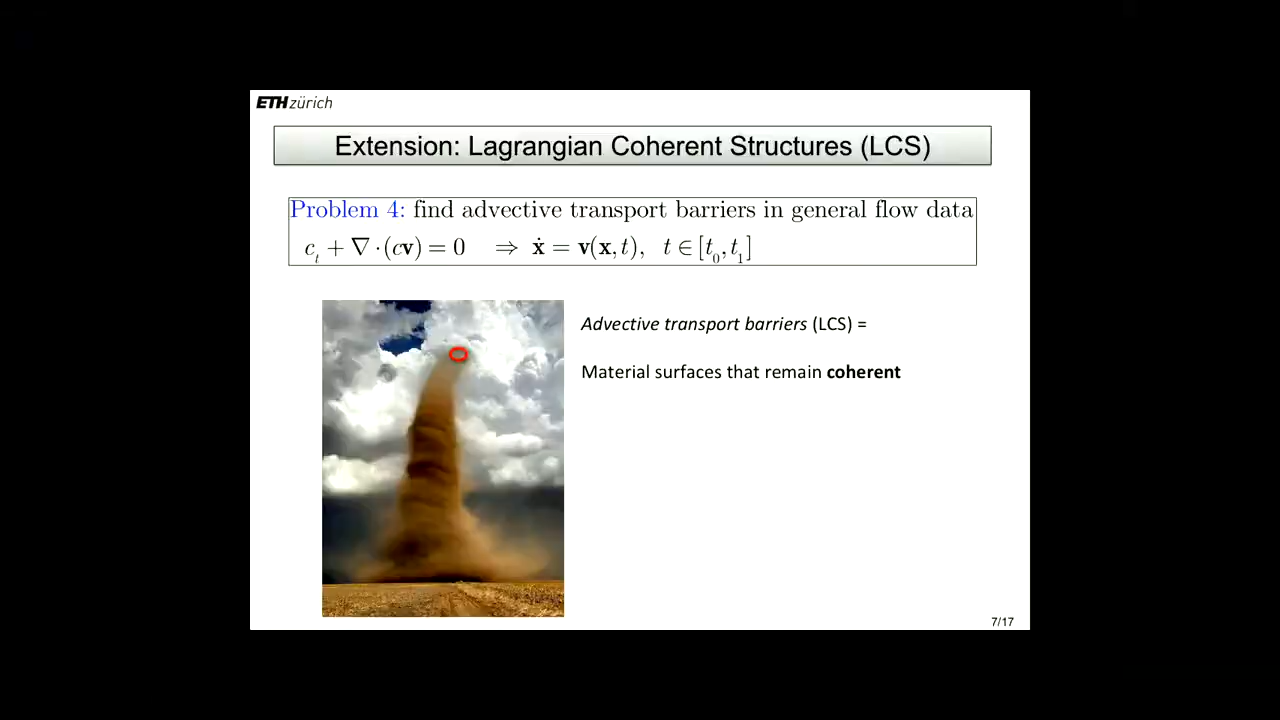 ETH zürich
Extension: Lagrangian Coherent Structures (LCS)
Problem 4: find advective transport barriers in general flow data
c_t + ∇·(c𝐯) = 0 ⇒ 𝐱̇ = 𝐯(𝐱,t), t ∈ [t_0,t_1]
Advective transport barriers (LCS) =
Material surfaces that remain coherent
7/17